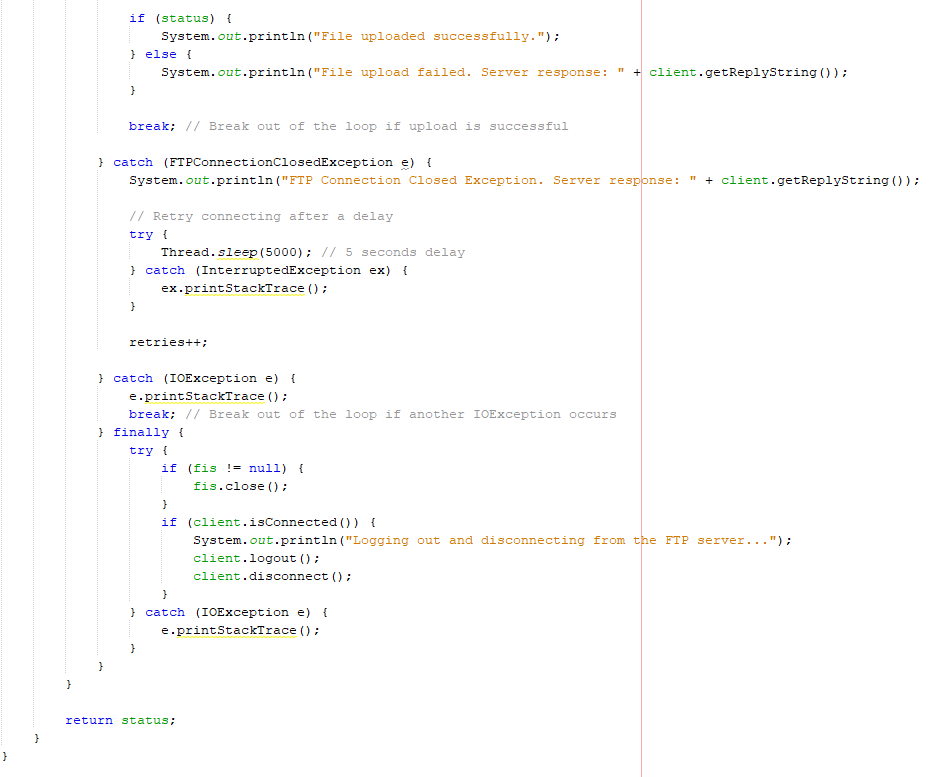 if (status) {
System.out.println("File uploaded successfully.");
} else {
System.out.println("File upload failed. Server response: " + client.getReplyString());
}
break; // Break out of the loop if upload is successful
} catch (FTPConnectionClosedException e) {
System.out.println("FTP Connection Closed Exception. Server response: " + client.getReplyString());
// Retry connecting after a delay
try {
Thread.sleep(5000); // 5 seconds delay
} catch (InterruptedException ex) {
ex.printStackTrace();
}
retries++;
} catch (IOException e) {
e.printStackTrace();
break; // Break out of the loop if another IOException occurs
} finally {
try {
if (fis != null) {
fis.close();
}
if (client.isConnected()) {
System.out.println("Logging out and disconnecting from the FTP server...");
client.logout();
client.disconnect();
}
} catch (IOException e) {
e.printStackTrace();
}
}
}
return status;
}
}